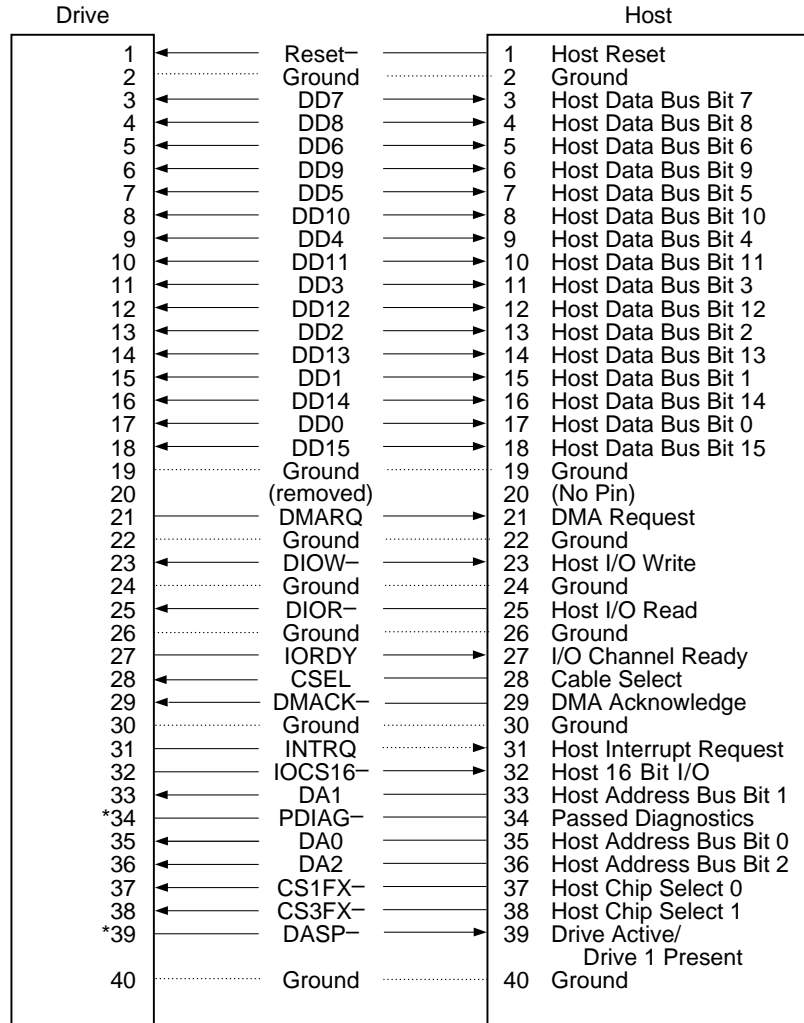 Drive Host
1 Reset– 1 Host Reset
2 Ground 2 Ground
3 DD7 3 Host Data Bus Bit 7
4 DD8 4 Host Data Bus Bit 8
5 DD6 5 Host Data Bus Bit 6
6 DD9 6 Host Data Bus Bit 9
7 DD5 7 Host Data Bus Bit 5
8 DD10 8 Host Data Bus Bit 10
9 DD4 9 Host Data Bus Bit 4
10 DD11 10 Host Data Bus Bit 11
11 DD3 11 Host Data Bus Bit 3
12 DD12 12 Host Data Bus Bit 12
13 DD2 13 Host Data Bus Bit 2
14 DD13 14 Host Data Bus Bit 13
15 DD1 15 Host Data Bus Bit 1
16 DD14 16 Host Data Bus Bit 14
17 DD0 17 Host Data Bus Bit 0
18 DD15 18 Host Data Bus Bit 15
19 Ground 19 Ground
20 (removed) 20 (No Pin)
21 DMARQ 21 DMA Request
22 Ground 22 Ground
23 DIOW– 23 Host I/O Write
24 Ground 24 Ground
25 DIOR– 25 Host I/O Read
26 Ground 26 Ground
27 IORDY 27 I/O Channel Ready
28 CSEL 28 Cable Select
29 DMACK– 29 DMA Acknowledge
30 Ground 30 Ground
31 INTRQ 31 Host Interrupt Request
32 IOCS16– 32 Host 16 Bit I/O
33 DA1 33 Host Address Bus Bit 1
*34 PDIAG– 34 Passed Diagnostics
35 DA0 35 Host Address Bus Bit 0
36 DA2 36 Host Address Bus Bit 2
37 CS1FX– 37 Host Chip Select 0
38 CS3FX– 38 Host Chip Select 1
*39 DASP– 39 Drive Active/
Drive 1 Present
40 Ground 40 Ground